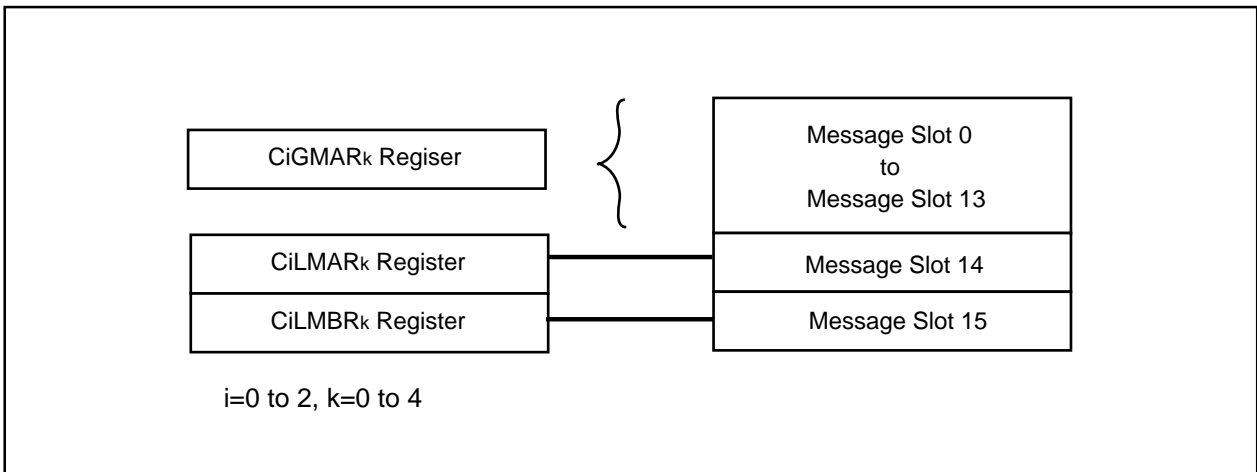 CiGMARk Regiser
Message Slot 0
to
Message Slot 13
CiLMARk Register
Message Slot 14
CiLMBRk Register
Message Slot 15
i=0 to 2, k=0 to 4